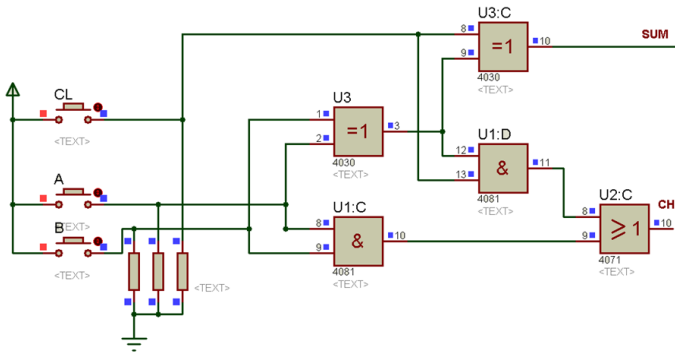 U3:C
8
=1
10
SUM
9
4030
<TEXT>
CL
<TEXT>
U3
1
=1
3
2
4030
<TEXT>
U1:D
12
&
11
13
4081
<TEXT>
A
<TEXT>
B
<TEXT>
U1:C
8
&
10
9
4081
<TEXT>
U2:C
8
≥1
10
CH
9
4071
<TEXT>
<TEXT>